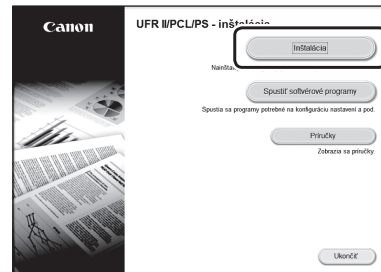 Canon
UFR II/PCL/PS - inštalácia
Inštalácia
Spustiť softvérové programy
Spustia sa programy potrebné na konfiguráciu nastavení a pod.
Príručky
Zobrazia sa príručky.
Ukončiť